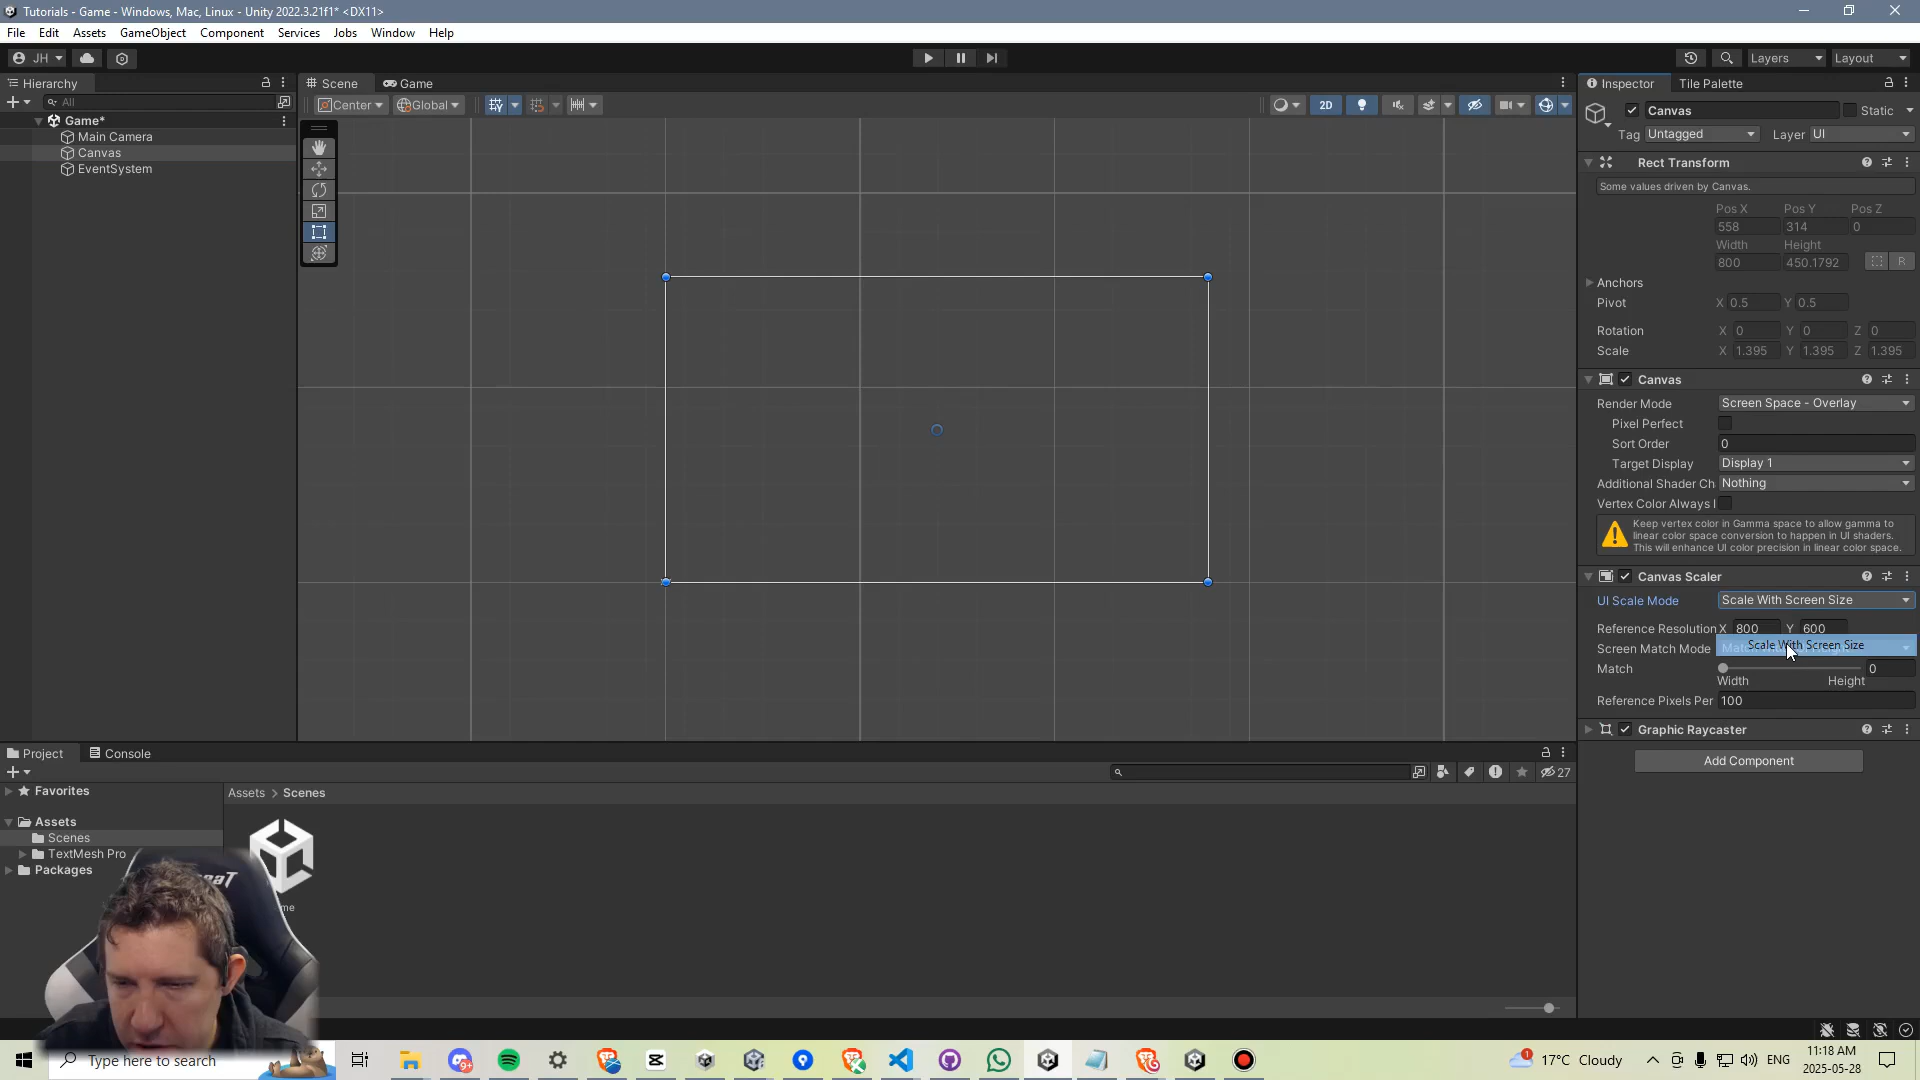 Tutorials - Game - Windows, Mac, Linux - Unity 2022.3.21f1* <DX11>
File Edit Assets GameObject Component Services Jobs Window Help
JH
Layers Layout
Hierarchy
All
Game*
Main Camera
Canvas
EventSystem
Scene Game
Center Global 2D
Inspector Tile Palette
Canvas Static
Tag Untagged Layer UI
Rect Transform
Some values driven by Canvas.
Pos X Pos Y Pos Z
558 314 0
Width Height
800 450.1792 R
Anchors
Pivot X 0.5 Y 0.5
Rotation X 0 Y 0 Z 0
Scale X 1.395 Y 1.395 Z 1.395
Canvas
Render Mode Screen Space - Overlay
Pixel Perfect
Sort Order 0
Target Display Display 1
Additional Shader Ch Nothing
Vertex Color Always
Keep vertex color in Gamma space to allow gamma to
linear color space conversion to happen in UI shaders.
This will enhance UI color precision in linear color space.
Canvas Scaler
UI Scale Mode Scale With Screen Size
Reference Resolution X 800 Y 600
Scale With Screen Size
Screen Match Mode
Match 0
Width Height
Reference Pixels Per 100
Graphic Raycaster
Add Component
Project Console
27
Favorites
Assets
Scenes
TextMesh Pro
Packages
Assets > Scenes
Type here to search
9+
1
17°C Cloudy
ENG
11:18 AM
2025-05-28